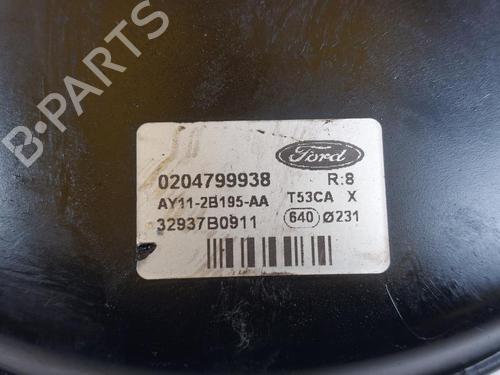 B-PARTS
Ford
0204799938 R:8
AY11-2B195-AA T53CA X
32937B0911 640 Ø231